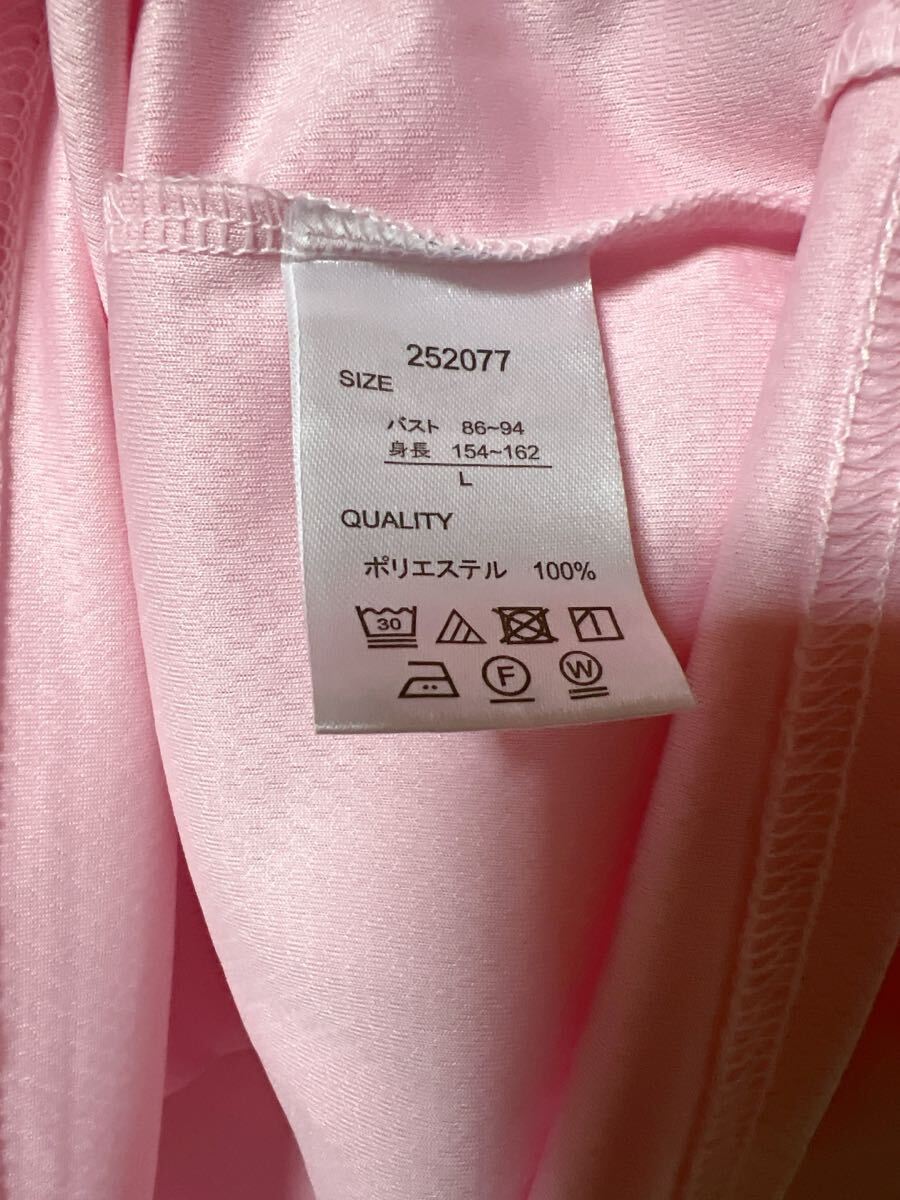 252077
SIZE
バスト 86~94
身長 154~162
L
QUALITY
ポリエステル 100%
30
F W